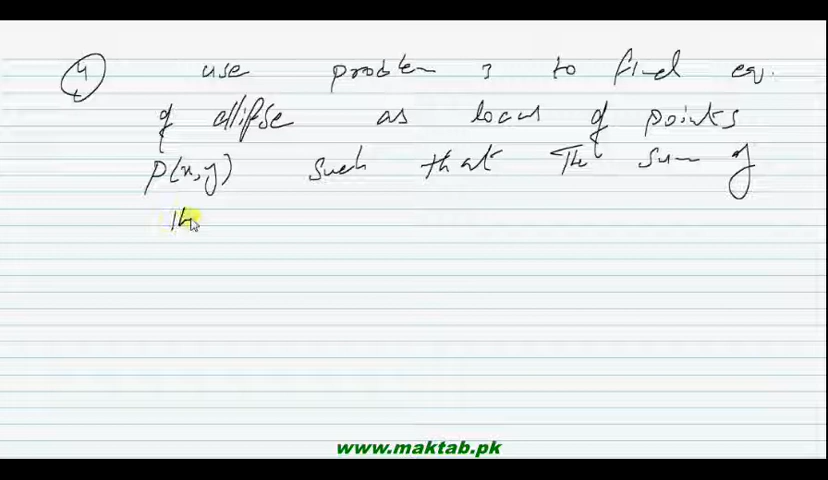 4 use problem 3 to find eq.
of ellipse as locus of points
P(x,y) such that The sum of
th
www.maktab.pk